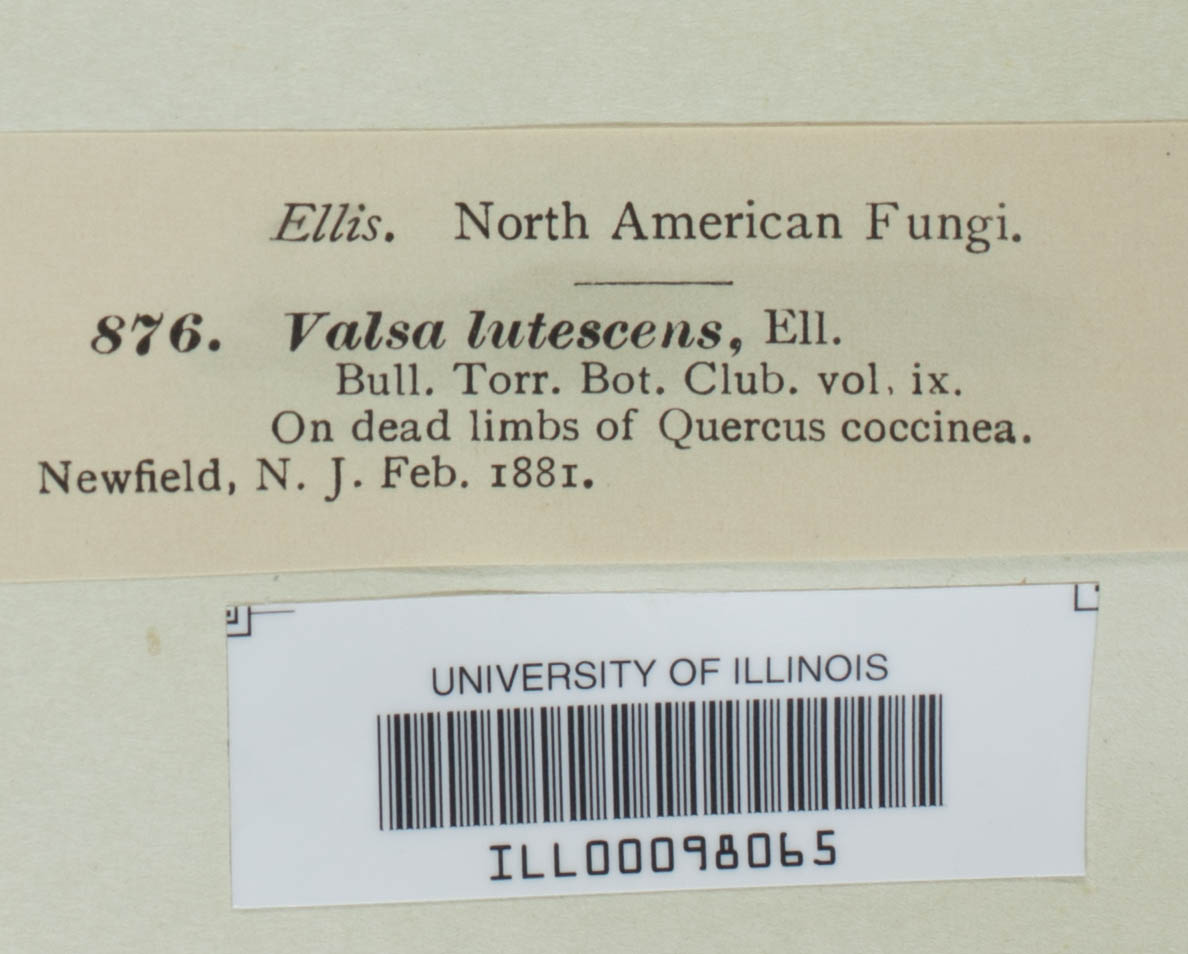 Ellis. North American Fungi.
876. Valsa lutescens, Ell.
Bull. Torr. Bot. Club. vol. ix.
On dead limbs of Quercus coccinea.
Newfield, N. J. Feb. 1881.
UNIVERSITY OF ILLINOIS
ILL00098065